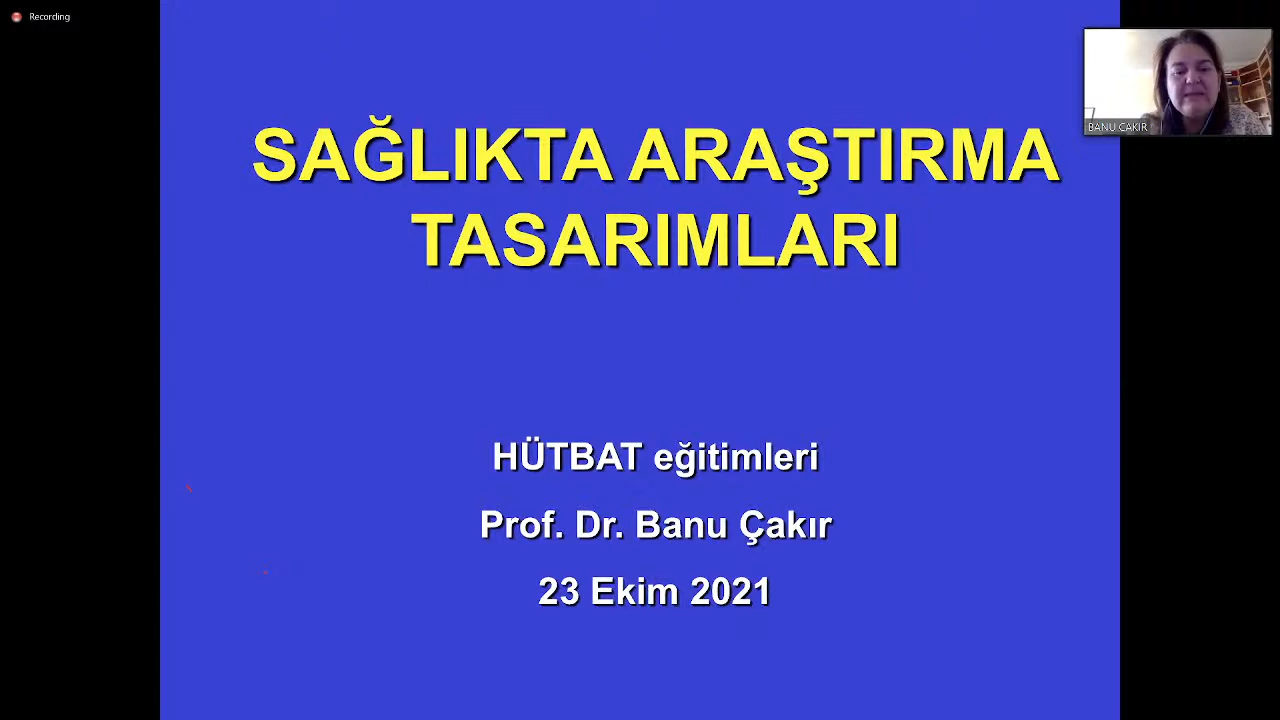 Recording
SAĞLIKTA ARAŞTIRMA
TASARIMLARI
BANU ÇAKIR
HÜTBAT eğitimleri
Prof. Dr. Banu Çakır
23 Ekim 2021